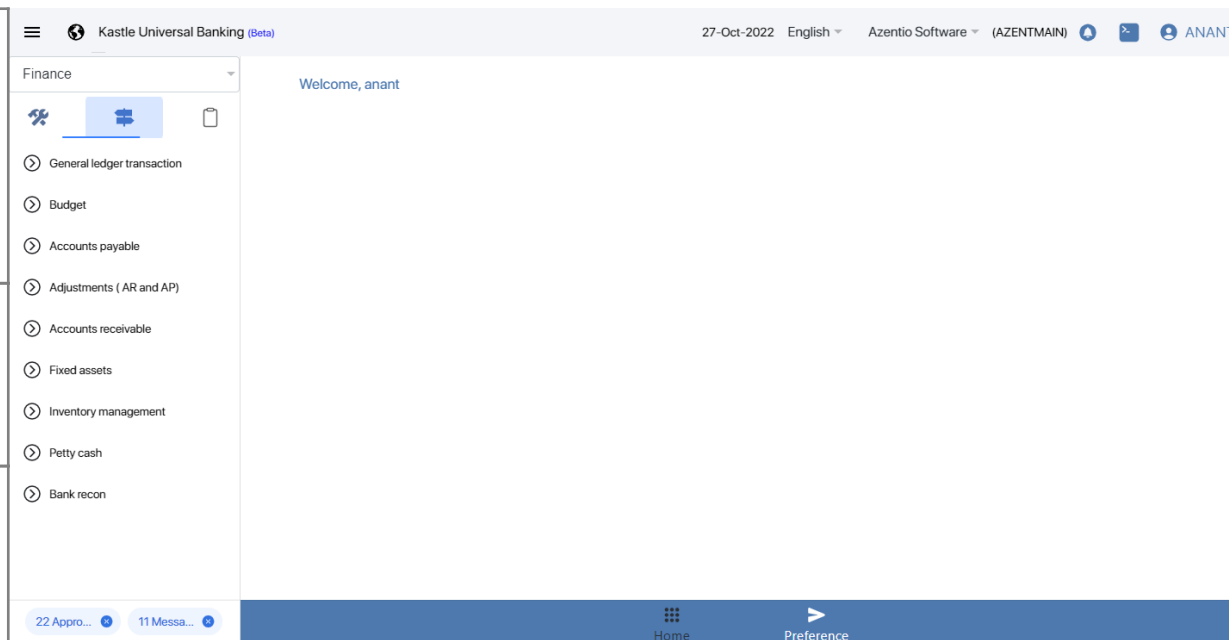 Kastle Universal Banking (Beta)
27-Oct-2022 English Azentio Software (AZENTMAIN) ANANT
Finance
Welcome, anant
General ledger transaction
Budget
Accounts payable
Adjustments ( AR and AP)
Accounts receivable
Fixed assets
Inventory management
Petty cash
Bank recon
22 Appro... 11 Messa...
Home
Preference